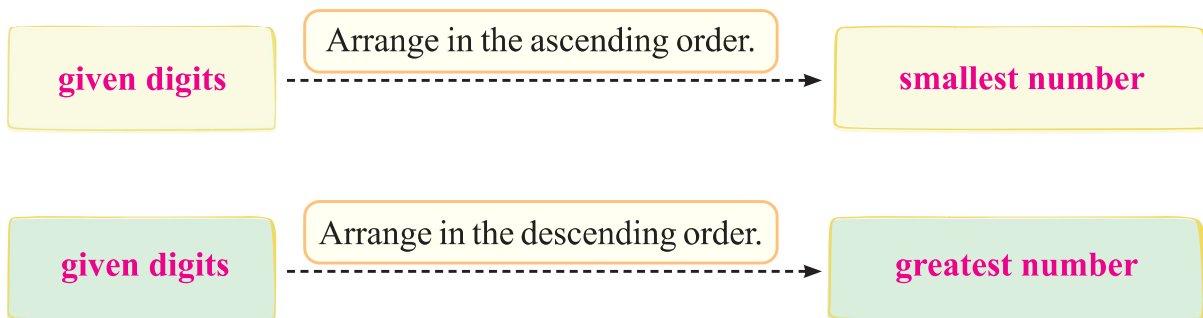 Arrange in the ascending order.
given digits
smallest number
Arrange in the descending order.
given digits
greatest number